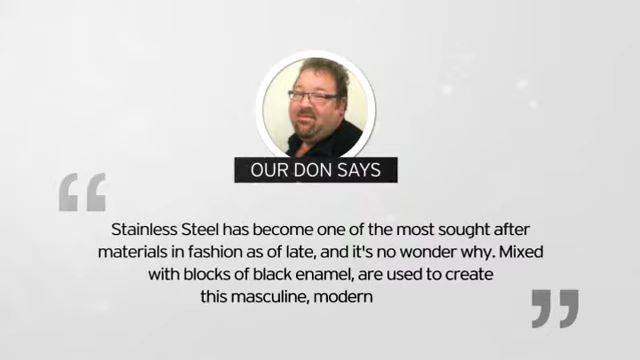 OUR DON SAYS
Stainless Steel has become one of the most sought after
materials in fashion as of late, and it's no wonder why. Mixed
with blocks of black enamel, are used to create
this masculine, modern